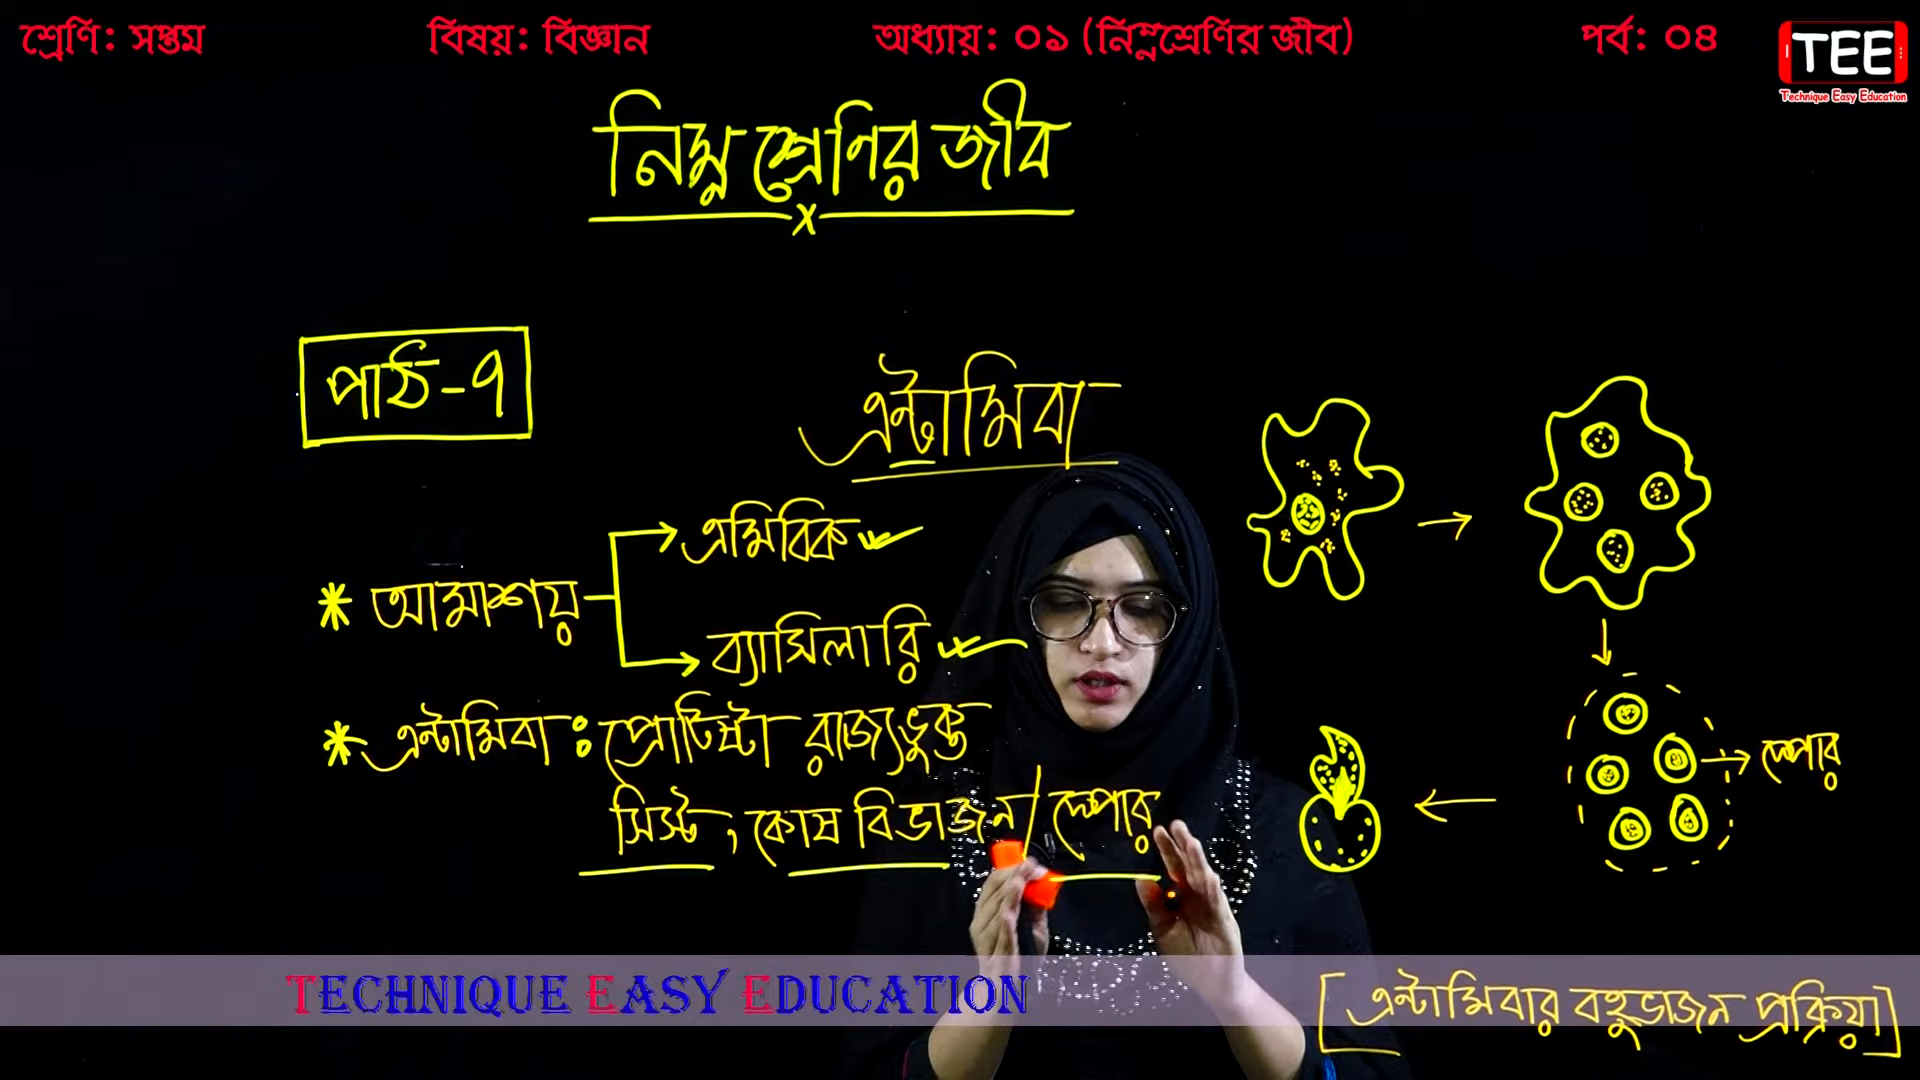 শ্রেণি: সপ্তম বিষয়: বিজ্ঞান অধ্যায়: ০১ (নিম্নশ্রেণির জীব) পর্ব: ০৪
TEE
Technique Easy Education
নিম্ন শ্রেণির জীব
x
পাঠ-৭
এন্টামিবা
এমিবিক
* আমাশয়
ব্যাসিলারি
* এন্টামিবা : প্রোটিস্টা রাজ্যভুক্ত
স্পোর
সিস্ট, কোষ বিভাজন / স্পোর
TECHNIQUE EASY EDUCATION
[এন্টামিবার বহুভাজন প্রক্রিয়া]